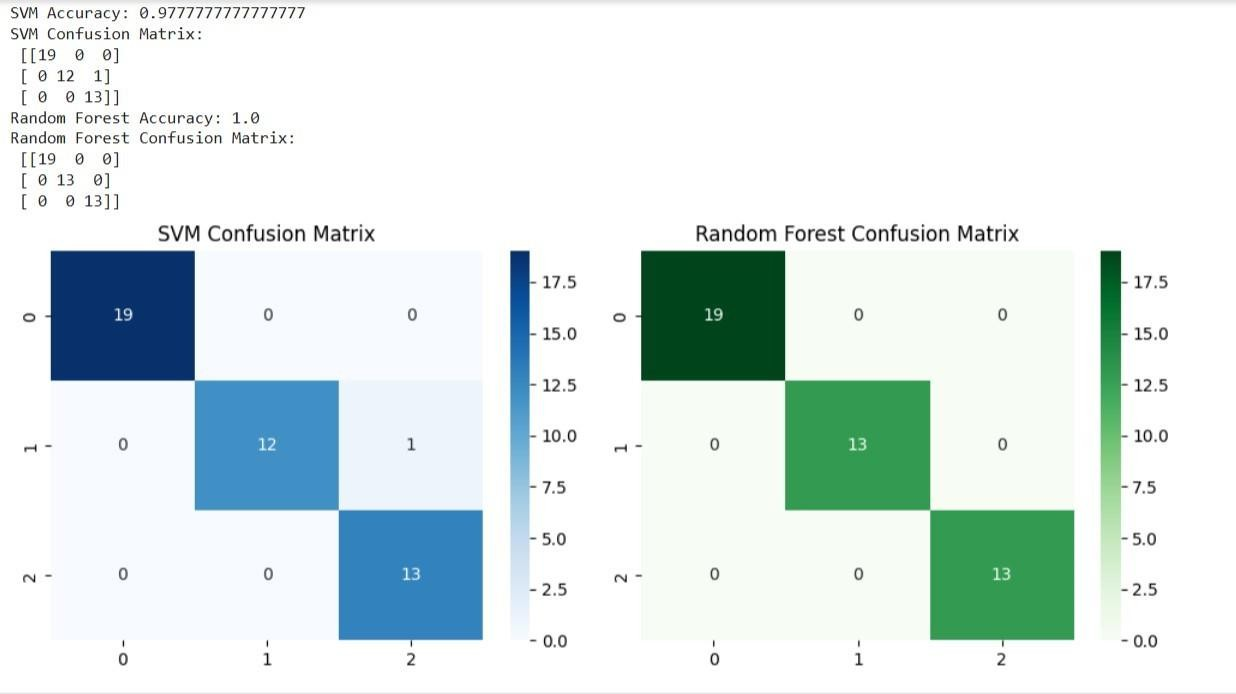 SVM Accuracy: 0.9777777777777777
SVM Confusion Matrix:
[[19  0  0]
[ 0 12  1]
[ 0  0 13]]
Random Forest Accuracy: 1.0
Random Forest Confusion Matrix:
[[19  0  0]
[ 0 13  0]
[ 0  0 13]]
SVM Confusion Matrix
0
1
2
19 0 0
0 12 1
0 0 13
0 1 2
17.5
15.0
12.5
10.0
7.5
5.0
2.5
0.0
Random Forest Confusion Matrix
0
1
2
19 0 0
0 13 0
0 0 13
0 1 2
17.5
15.0
12.5
10.0
7.5
5.0
2.5
0.0